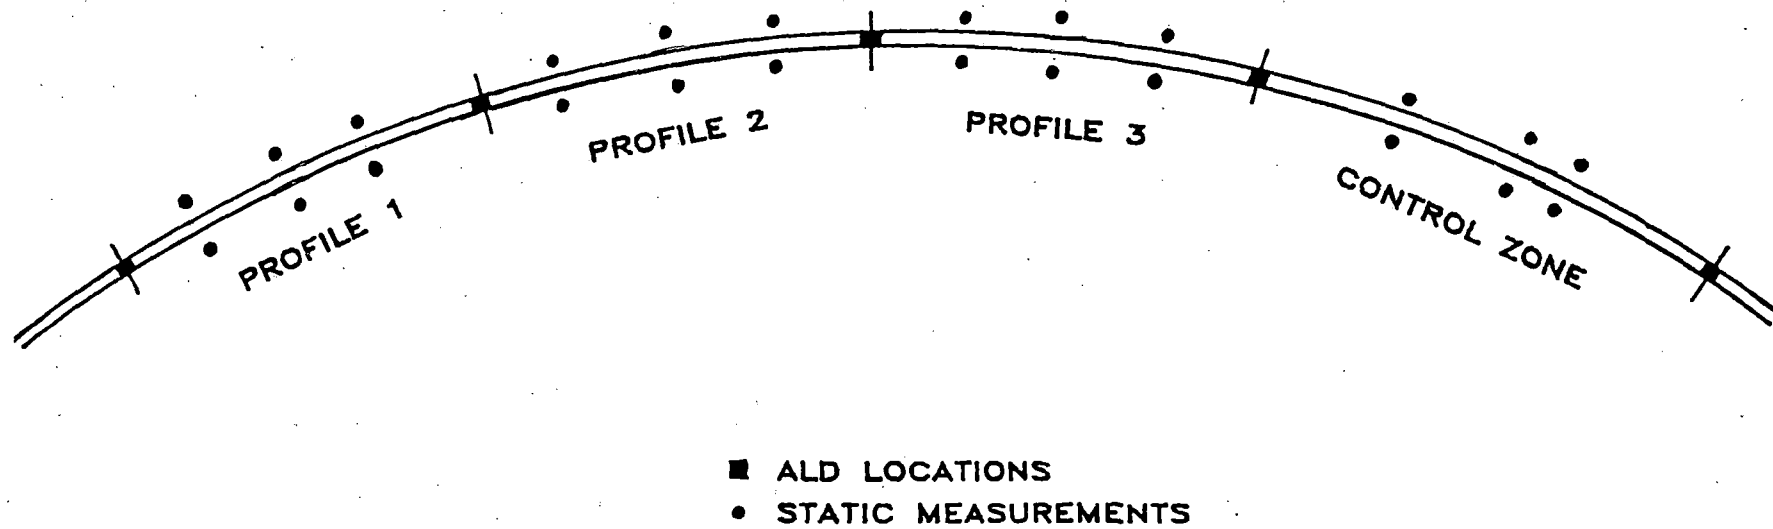 PROFILE 1
PROFILE 2
PROFILE 3
CONTROL ZONE
ALD LOCATIONS
STATIC MEASUREMENTS